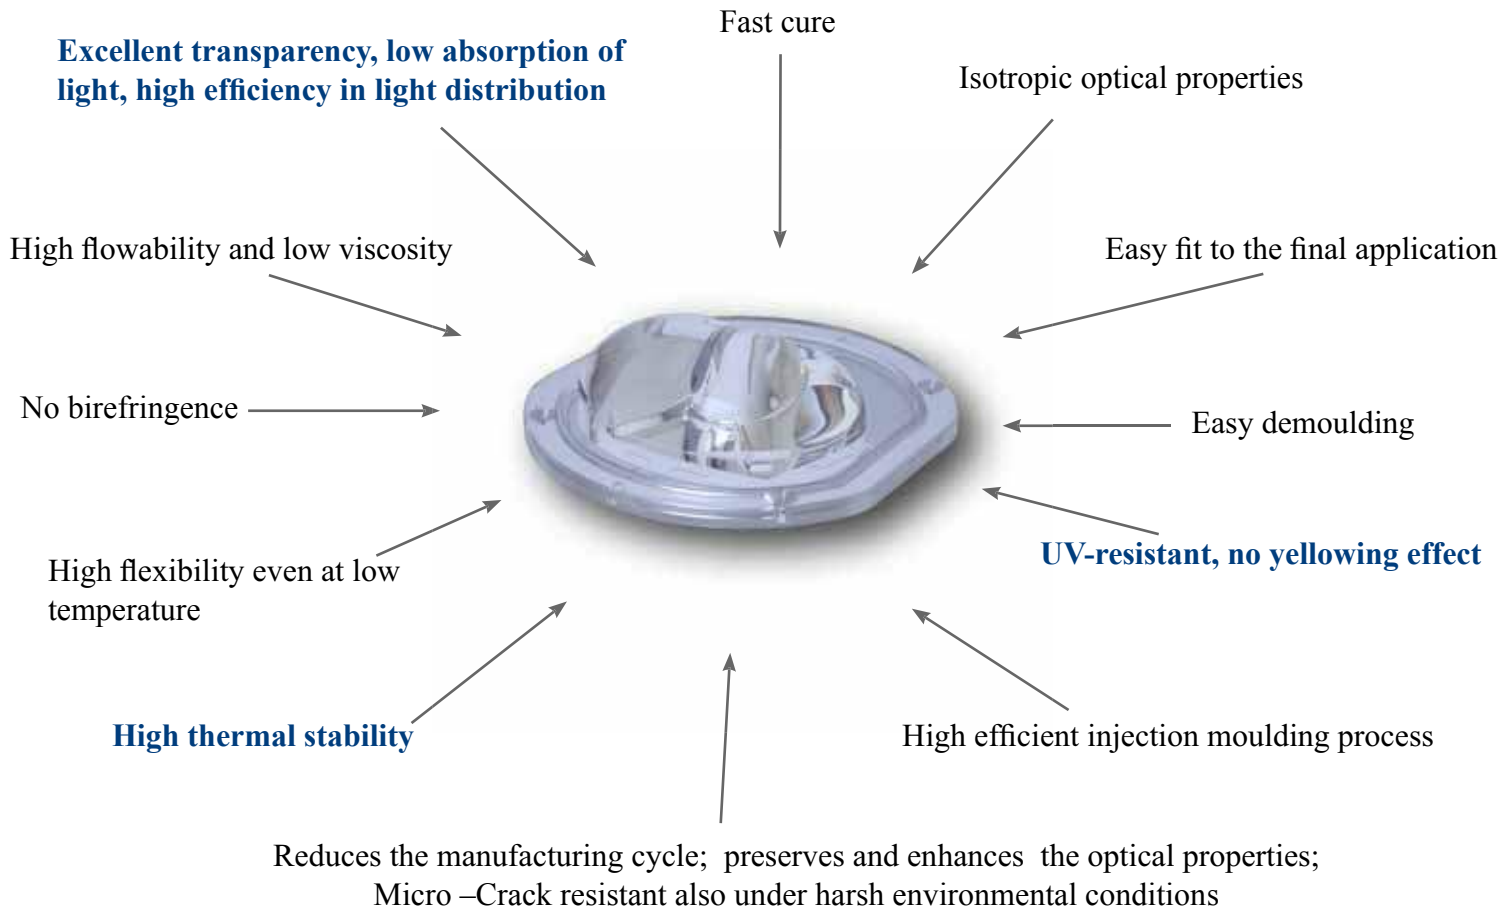 Fast cure
Excellent transparency, low absorption of
light, high efficiency in light distribution
Isotropic optical properties
High flowability and low viscosity
Easy fit to the final application
No birefringence
Easy demoulding
UV-resistant, no yellowing effect
High flexibility even at low
temperature
High thermal stability
High efficient injection moulding process
Reduces the manufacturing cycle; preserves and enhances the optical properties;
Micro –Crack resistant also under harsh environmental conditions